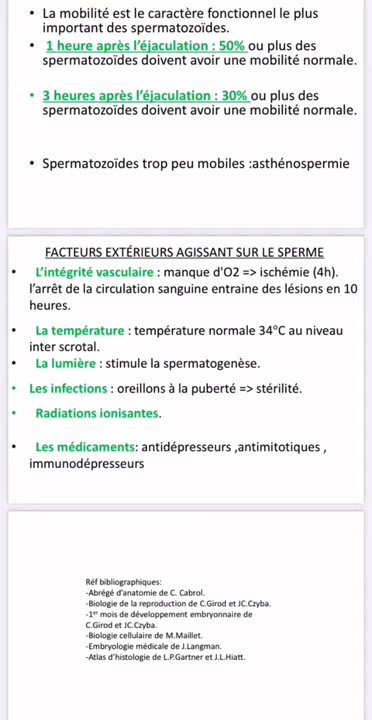 • La mobilité est le caractère fonctionnel le plus
important des spermatozoïdes.
• 1 heure après l'éjaculation : 50% ou plus des
spermatozoïdes doivent avoir une mobilité normale.
• 3 heures après l'éjaculation : 30% ou plus des
spermatozoïdes doivent avoir une mobilité normale.
• Spermatozoïdes trop peu mobiles :asthénospermie
FACTEURS EXTÉRIEURS AGISSANT SUR LE SPERME
• L'intégrité vasculaire : manque d'O2 => ischémie (4h).
l'arrêt de la circulation sanguine entraine des lésions en 10
heures.
• La température : température normale 34°C au niveau
inter scrotal.
• La lumière : stimule la spermatogenèse.
• Les infections : oreillons à la puberté => stérilité.
• Radiations ionisantes.
• Les médicaments: antidépresseurs ,antimitotiques ,
immunodépresseurs
Réf bibliographiques:
-Abrégé d'anatomie de C. Cabrol.
-Biologie de la reproduction de C.Girod et JC.Czyba.
-1er mois de développement embryonnaire de
C.Girod et JC.Czyba.
-Biologie cellulaire de M.Maillet.
-Embryologie médicale de J.Langman.
-Atlas d'histologie de L.P.Gartner et J.L.Hiatt.